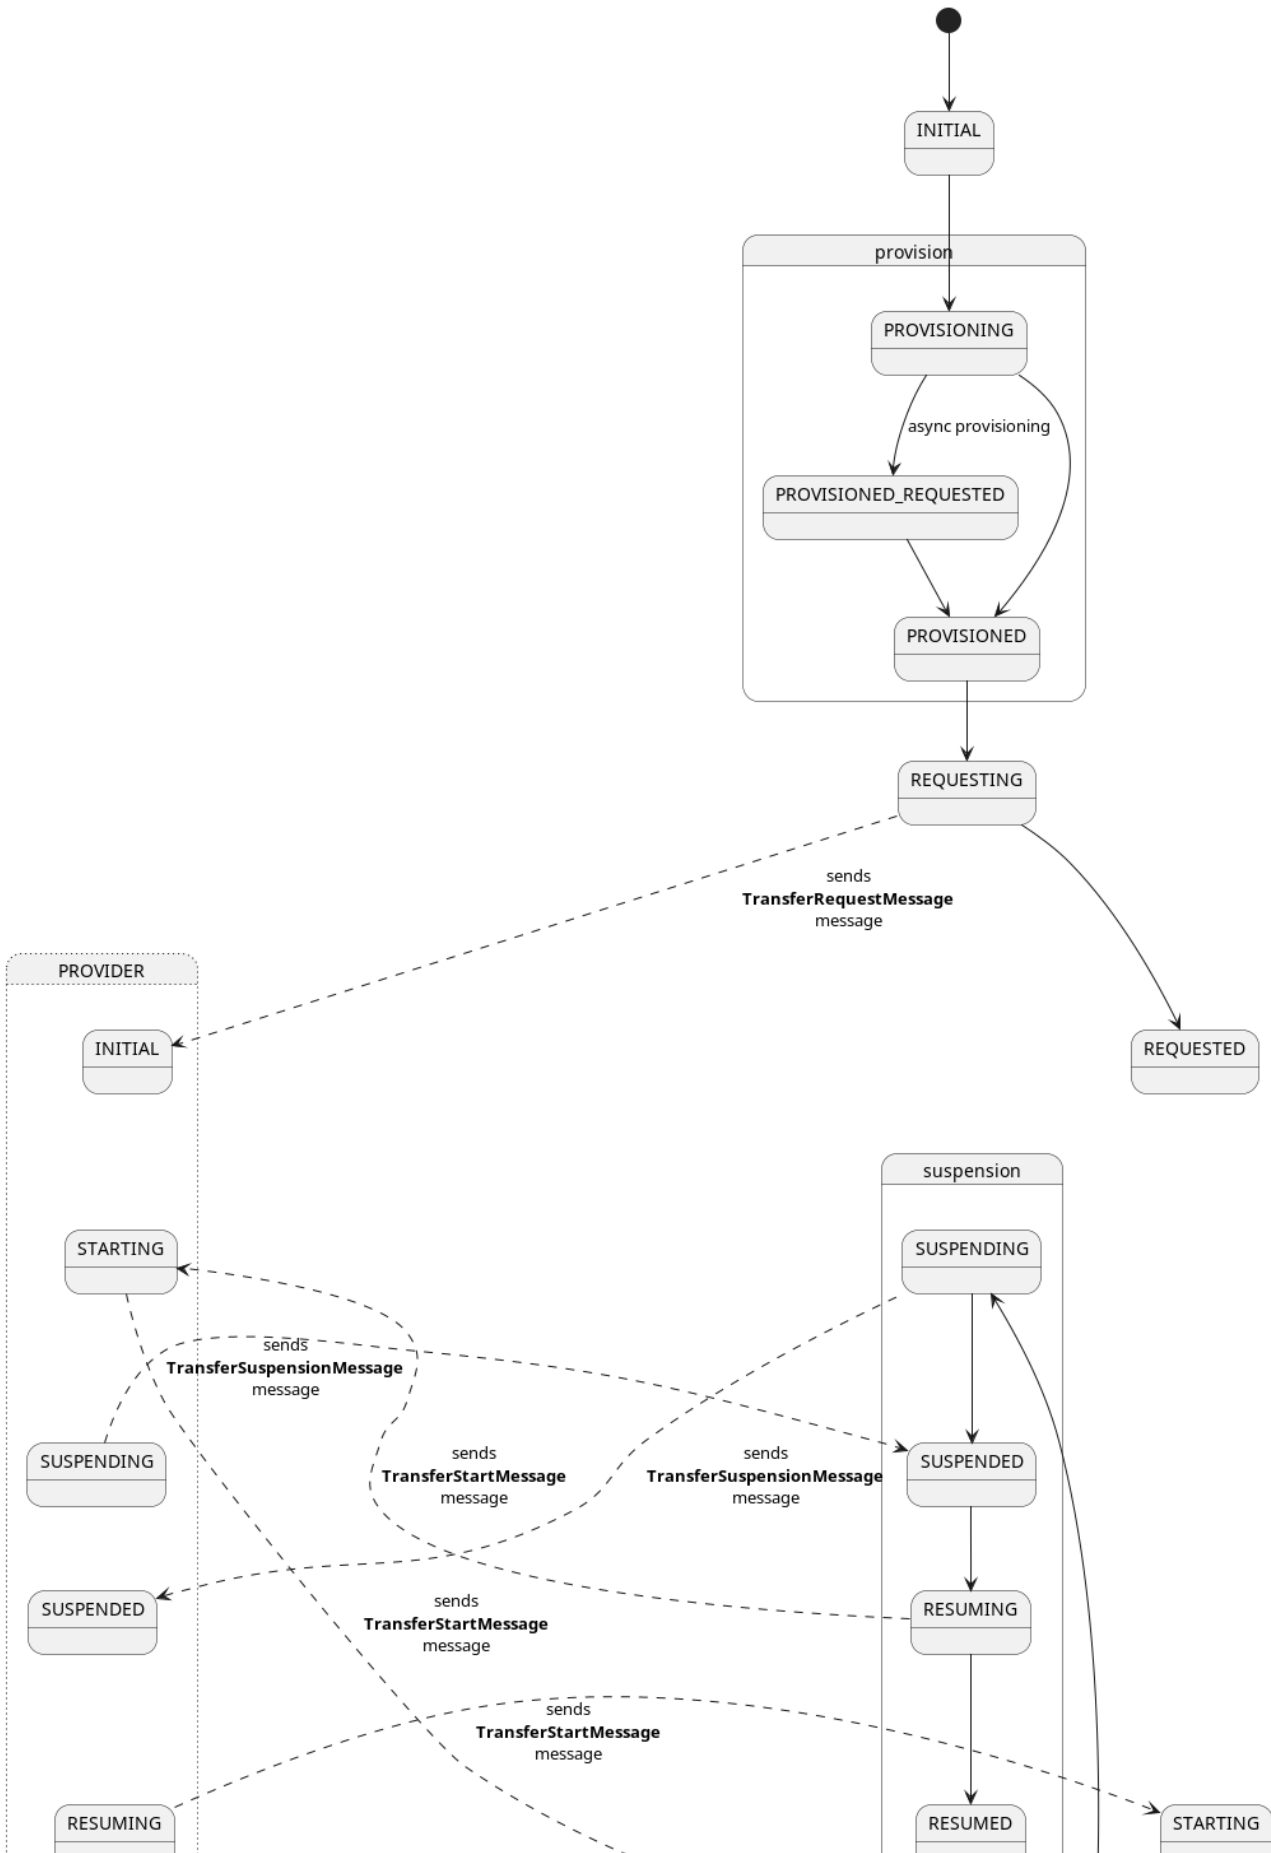 INITIAL
provision
PROVISIONING
async provisioning
PROVISIONED_REQUESTED
PROVISIONED
REQUESTING
sends
TransferRequestMessage
message
PROVIDER
INITIAL
REQUESTED
suspension
STARTING
SUSPENDING
sends
TransferSuspensionMessage
message
SUSPENDING
sends
TransferStartMessage
message
sends
TransferSuspensionMessage
message
SUSPENDED
SUSPENDED
sends
TransferStartMessage
message
RESUMING
sends
TransferStartMessage
message
RESUMING
RESUMED
STARTING